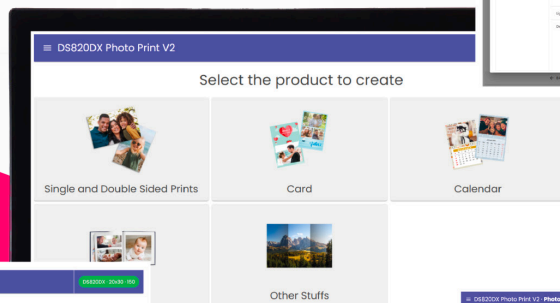 ≡ DS820DX Photo Print V2
Select the product to create
Single and Double Sided Prints
Card
Calendar
DS820DX - 20x30 - 150
Other Stuffs
≡ DS820DX Photo Print V2 - Photo